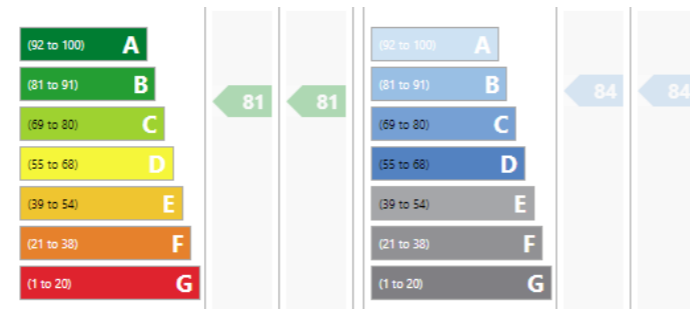 (92 to 100) A
(81 to 91) B
(69 to 80) C
(55 to 68) D
(39 to 54) E
(21 to 38) F
(1 to 20) G
81
81
(92 to 100) A
(81 to 91) B
(69 to 80) C
(55 to 68) D
(39 to 54) E
(21 to 38) F
(1 to 20) G
84
84